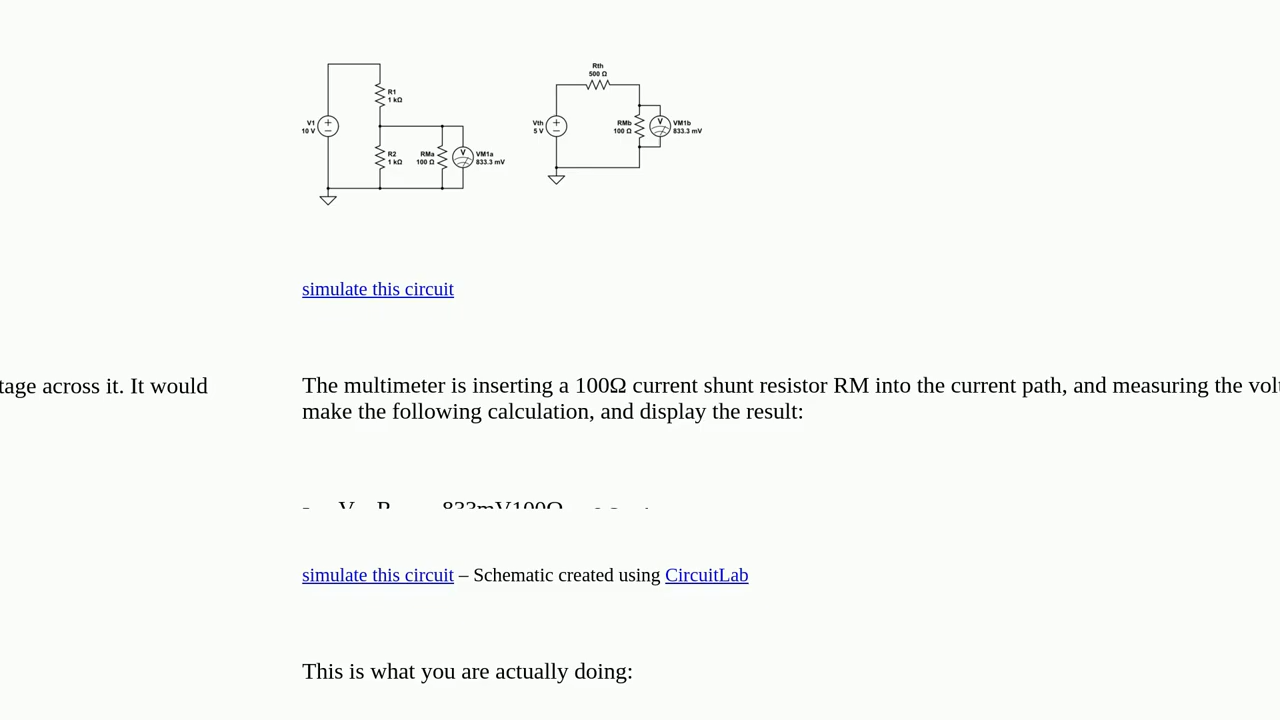 Rth
500 Ω
R1
1 kΩ
V1
10 V
Vth
5 V
RMb
100 Ω
V
VM1b
833.3 mV
R2
1 kΩ
RMa
100 Ω
V
VM1a
833.3 mV
simulate this circuit
tage across it. It would
The multimeter is inserting a 100Ω current shunt resistor RM into the current path, and measuring the vol
make the following calculation, and display the result:
V R 833mV100Ω
simulate this circuit – Schematic created using CircuitLab
This is what you are actually doing: